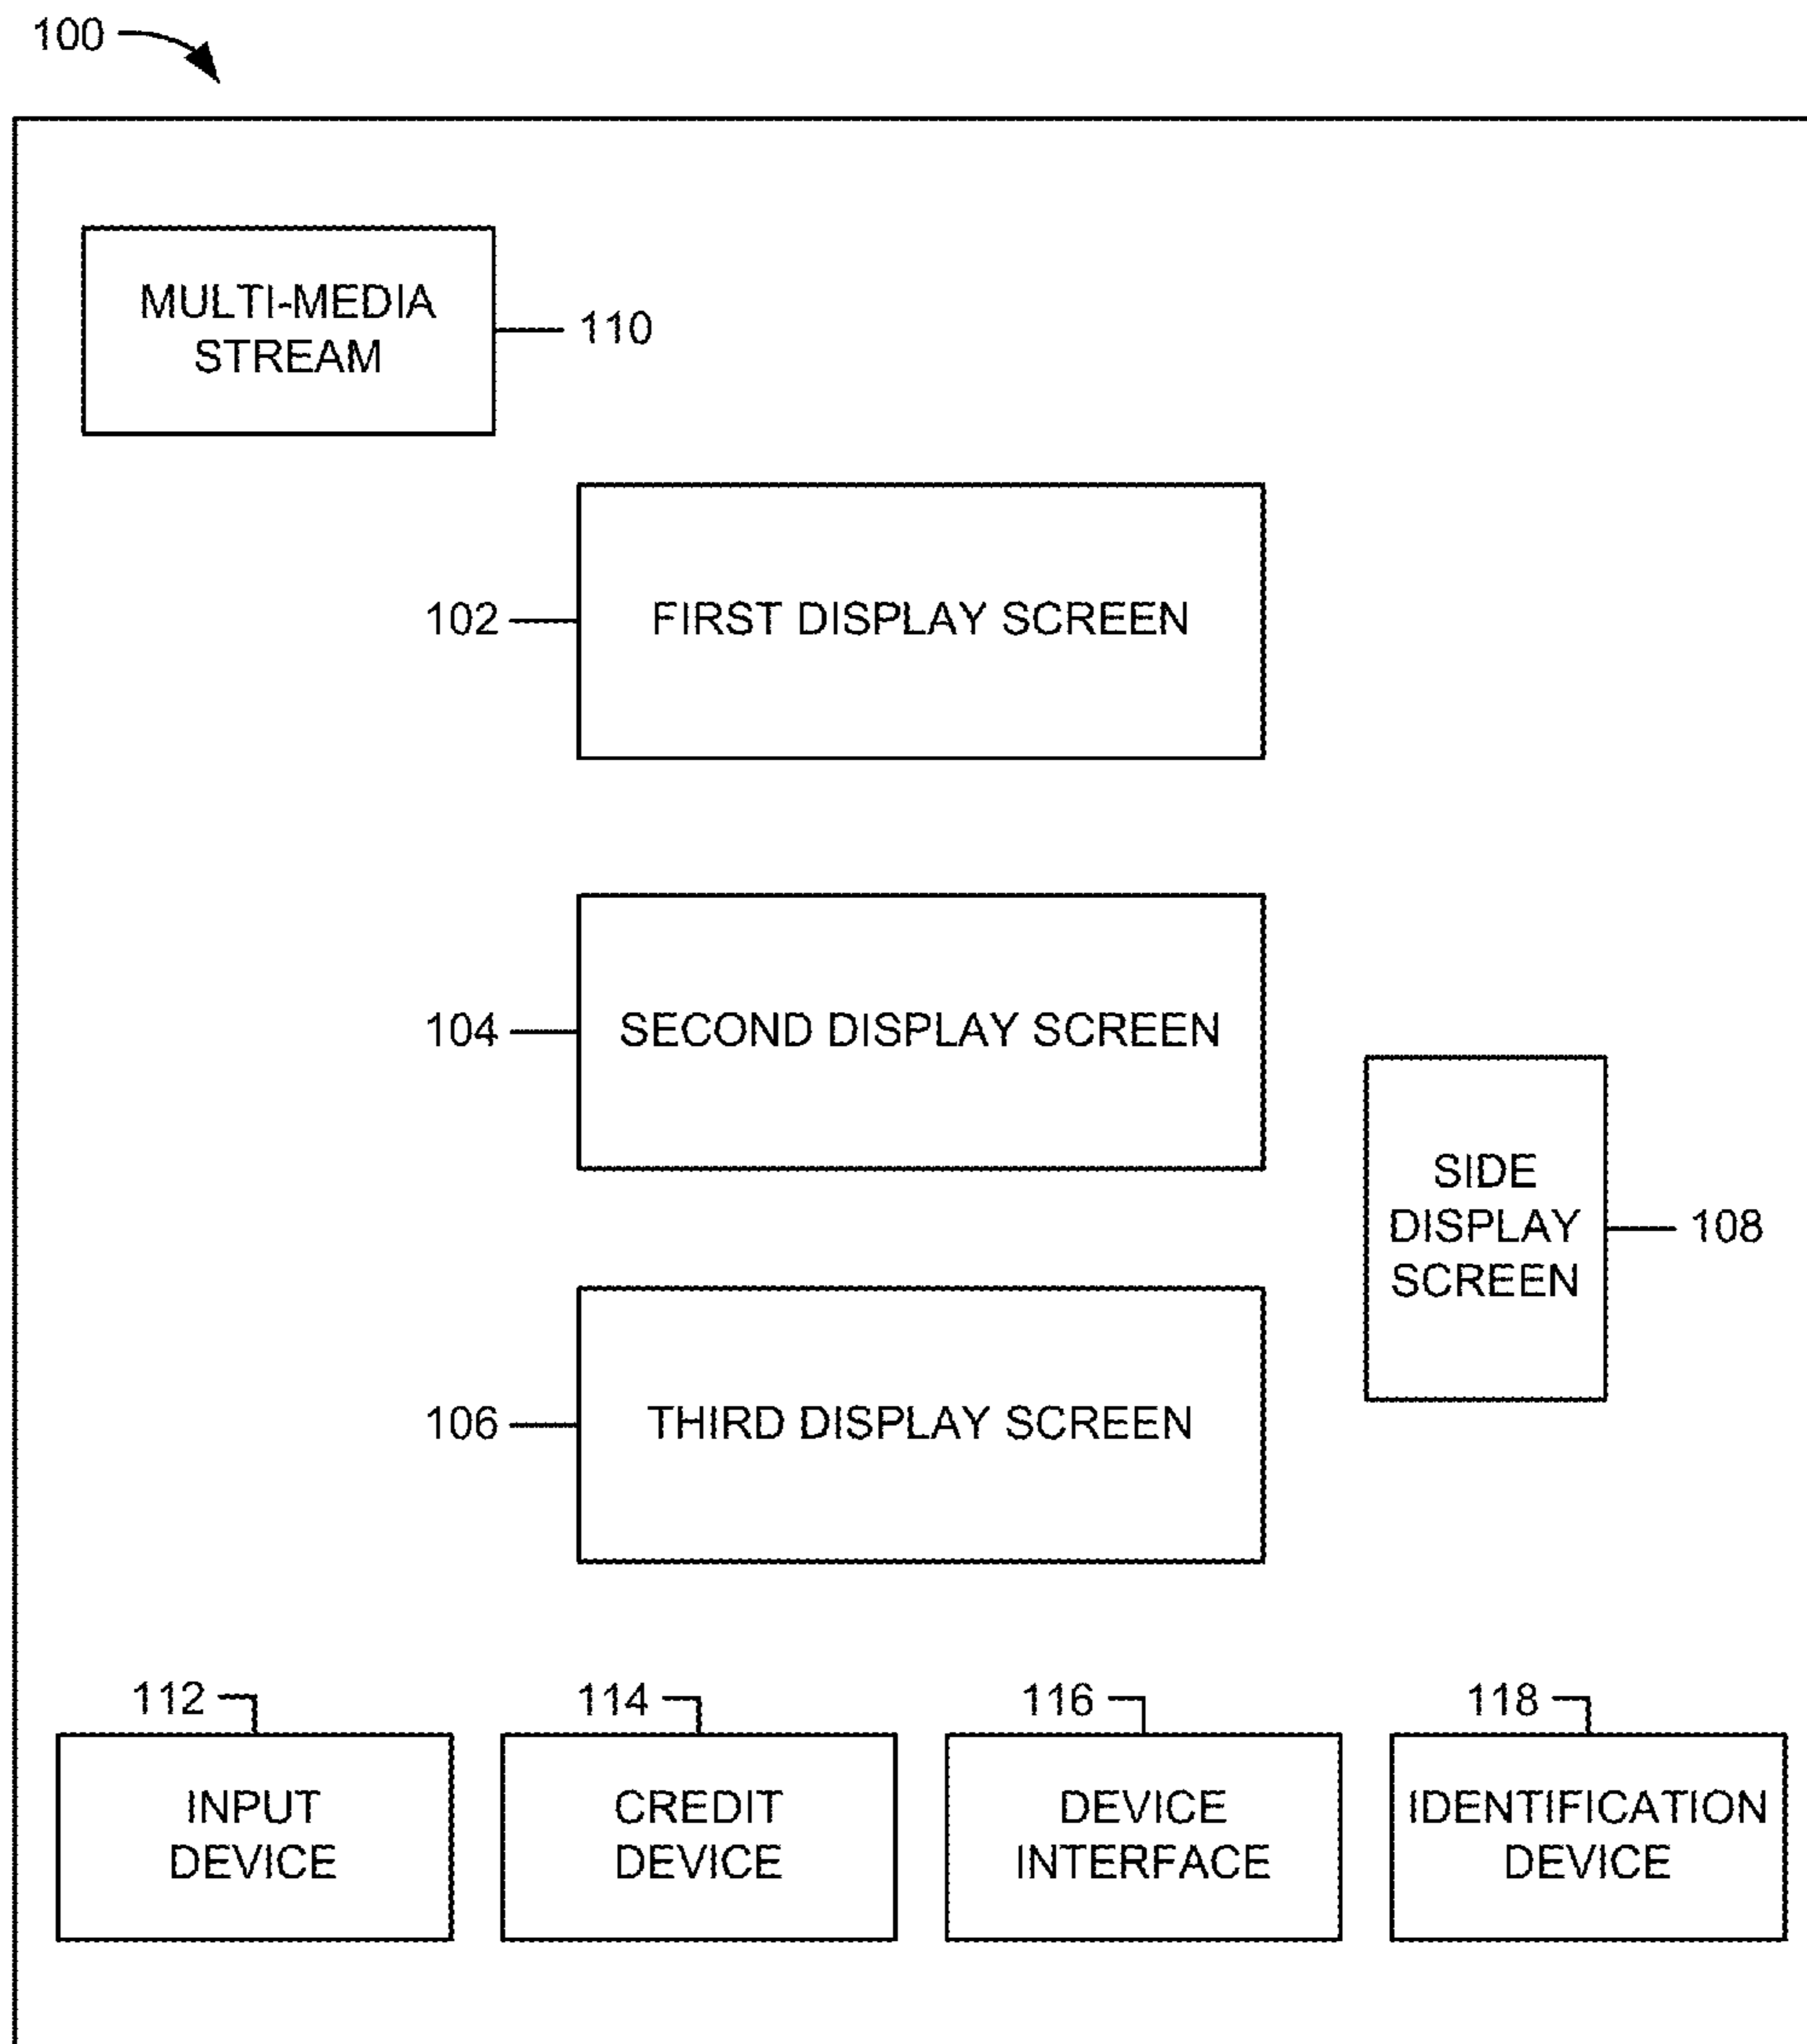 100
MULTI-MEDIA
STREAM
110
102
FIRST DISPLAY SCREEN
104
SECOND DISPLAY SCREEN
SIDE
DISPLAY
SCREEN
108
106
THIRD DISPLAY SCREEN
112
INPUT
DEVICE
114
CREDIT
DEVICE
116
DEVICE
INTERFACE
118
IDENTIFICATION
DEVICE